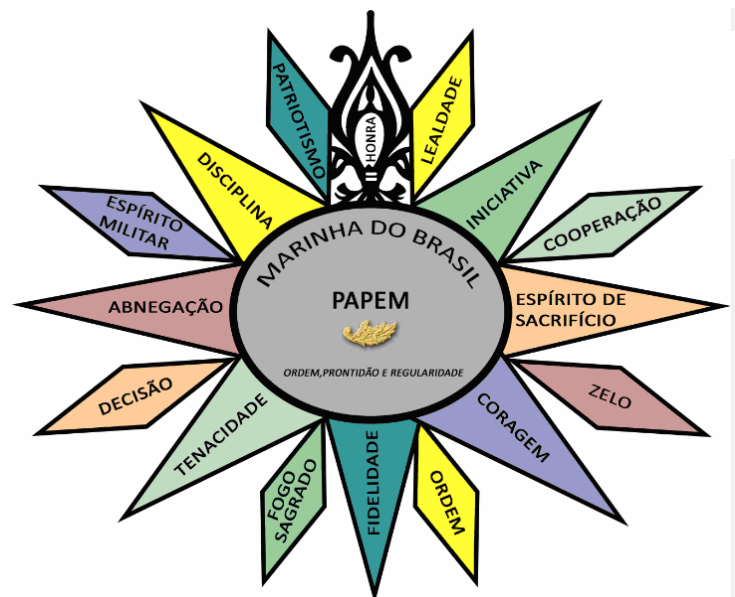 HONRA
LEALDADE
INICIATIVA
COOPERAÇÃO
ESPÍRITO DE
SACRIFÍCIO
ZELO
CORAGEM
ORDEM
FIDELIDADE
FOGO
SAGRADO
TENACIDADE
DECISÃO
ABNEGAÇÃO
ESPÍRITO
MILITAR
DISCIPLINA
PATRIOTISMO
MARINHA DO BRASIL
PAPEM
ORDEM,PRONTIDÃO E REGULARIDADE